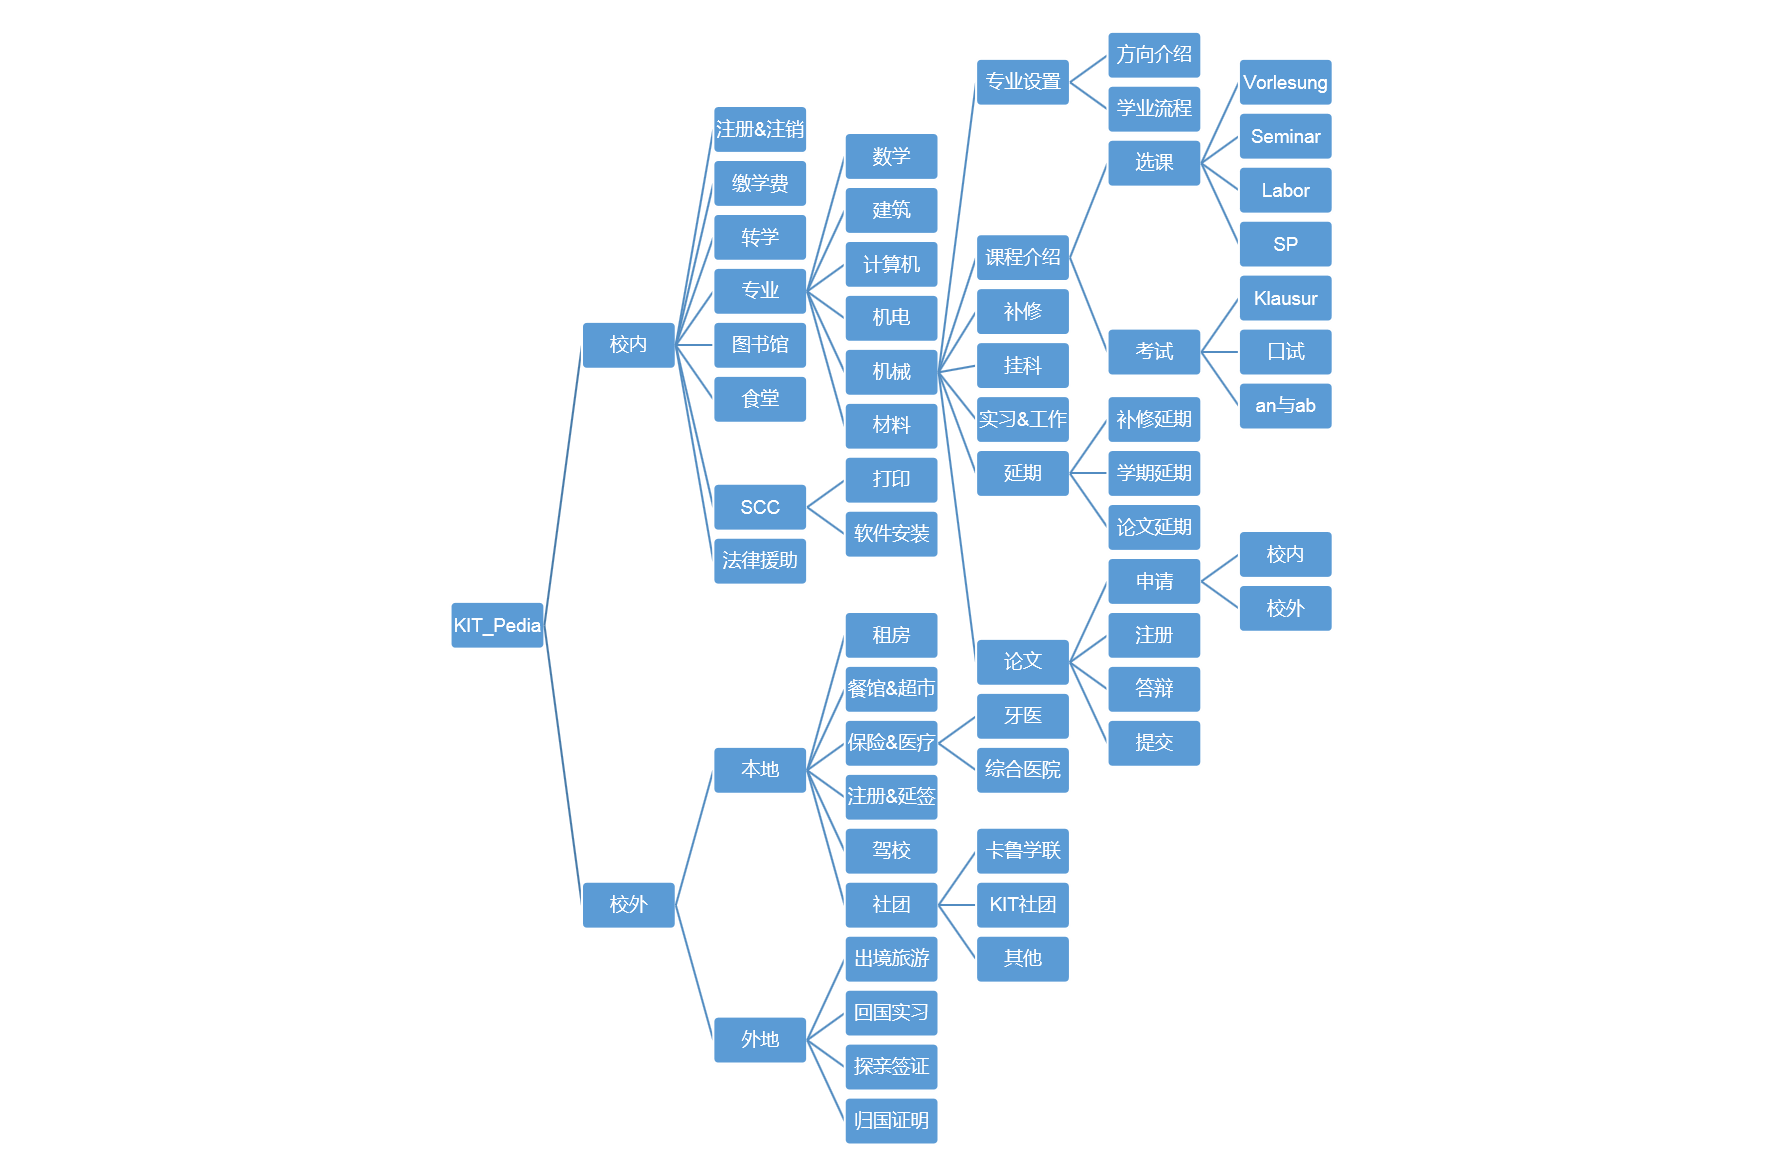 KIT_Pedia
校内
注册&注销
缴学费
转学
专业
数学
建筑
计算机
机电
机械
专业设置
方向介绍
学业流程
课程介绍
选课
Vorlesung
Seminar
Labor
SP
考试
Klausur
口试
an与ab
补修
挂科
实习&工作
延期
补修延期
学期延期
论文延期
论文
申请
校内
校外
注册
答辩
提交
材料
图书馆
食堂
SCC
打印
软件安装
法律援助
校外
本地
租房
餐馆&超市
保险&医疗
牙医
综合医院
注册&延签
驾校
社团
卡鲁学联
KIT社团
其他
外地
出境旅游
回国实习
探亲签证
归国证明